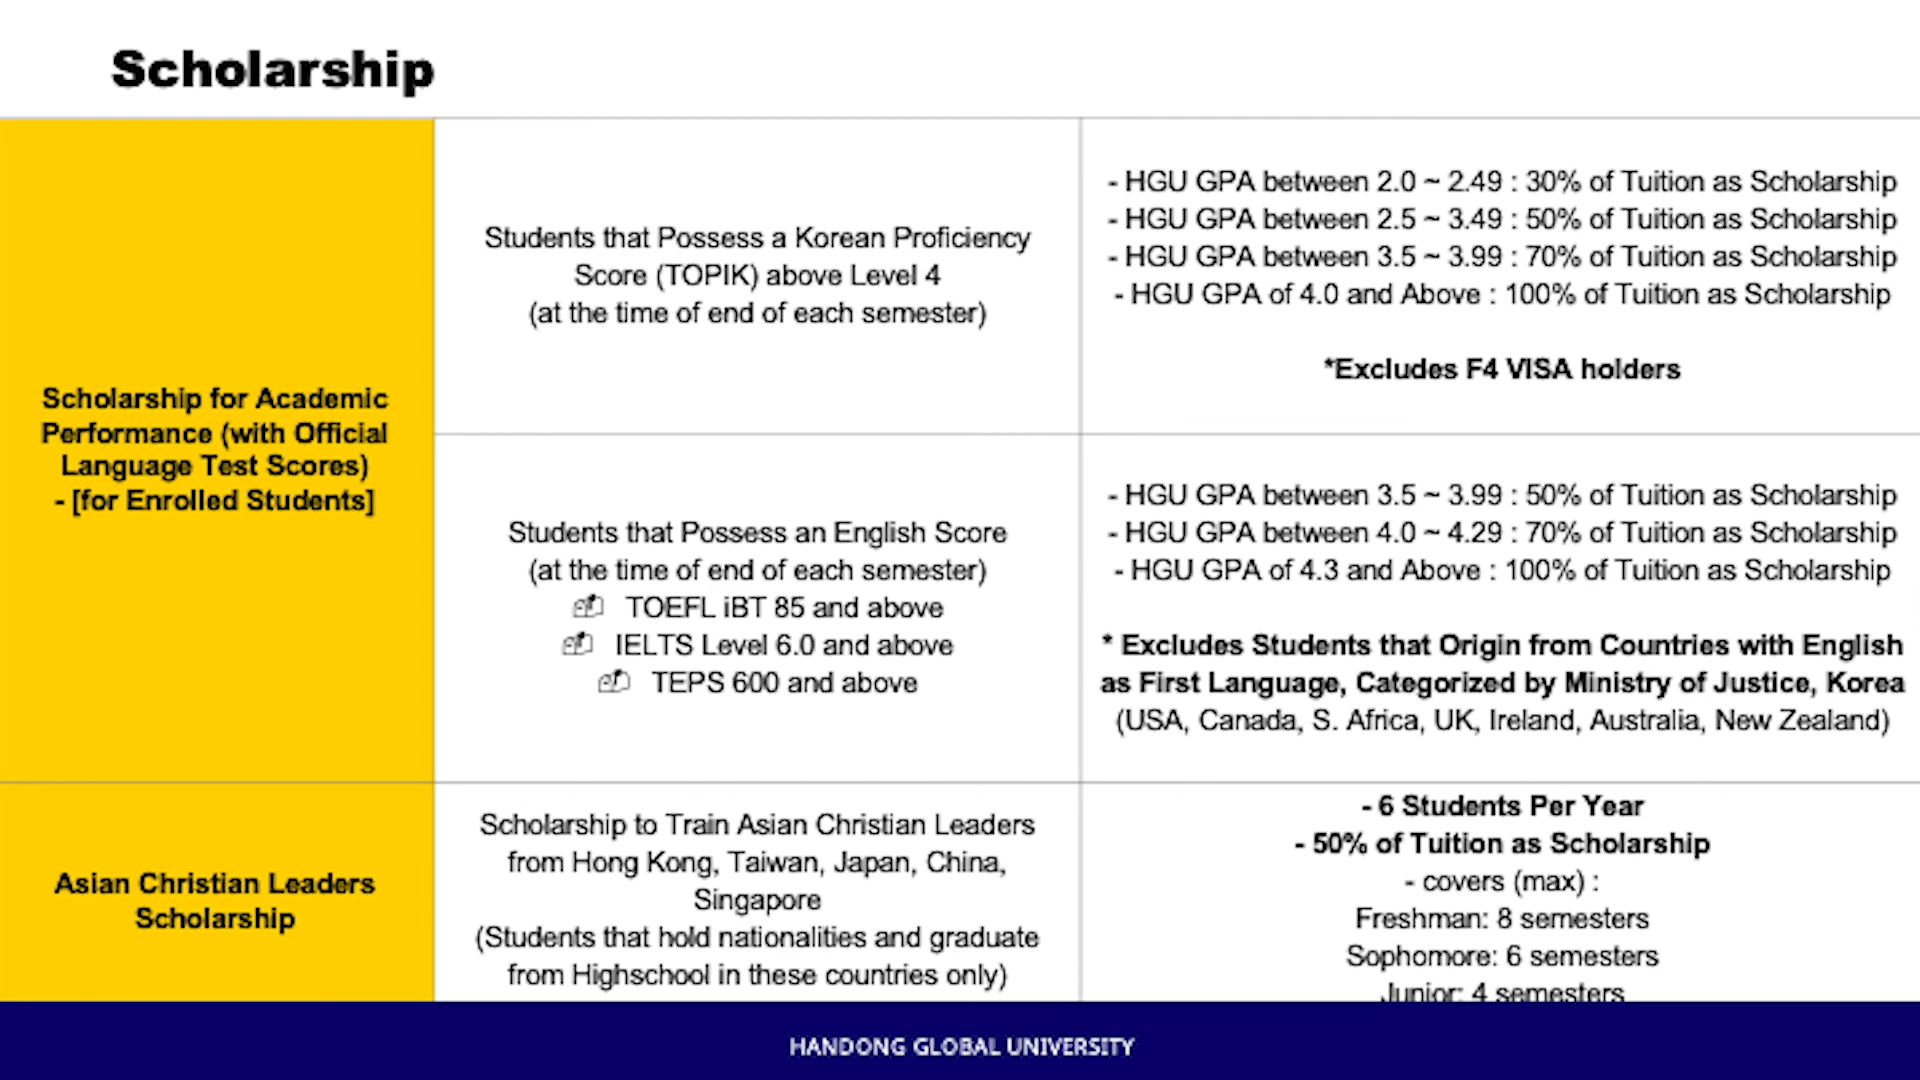 Scholarship
Scholarship for Academic
Performance (with Official
Language Test Scores)
- [for Enrolled Students]
Students that Possess a Korean Proficiency
Score (TOPIK) above Level 4
(at the time of end of each semester)
- HGU GPA between 2.0 ~ 2.49 : 30% of Tuition as Scholarship
- HGU GPA between 2.5 ~ 3.49 : 50% of Tuition as Scholarship
- HGU GPA between 3.5 ~ 3.99 : 70% of Tuition as Scholarship
- HGU GPA of 4.0 and Above : 100% of Tuition as Scholarship
*Excludes F4 VISA holders
Students that Possess an English Score
(at the time of end of each semester)
TOEFL iBT 85 and above
IELTS Level 6.0 and above
TEPS 600 and above
- HGU GPA between 3.5 ~ 3.99 : 50% of Tuition as Scholarship
- HGU GPA between 4.0 ~ 4.29 : 70% of Tuition as Scholarship
- HGU GPA of 4.3 and Above : 100% of Tuition as Scholarship
* Excludes Students that Origin from Countries with English
as First Language, Categorized by Ministry of Justice, Korea
(USA, Canada, S. Africa, UK, Ireland, Australia, New Zealand)
Asian Christian Leaders
Scholarship
Scholarship to Train Asian Christian Leaders
from Hong Kong, Taiwan, Japan, China,
Singapore
(Students that hold nationalities and graduate
from Highschool in these countries only)
- 6 Students Per Year
- 50% of Tuition as Scholarship
- covers (max) :
Freshman: 8 semesters
Sophomore: 6 semesters
Junior: 4 semesters
HANDONG GLOBAL UNIVERSITY